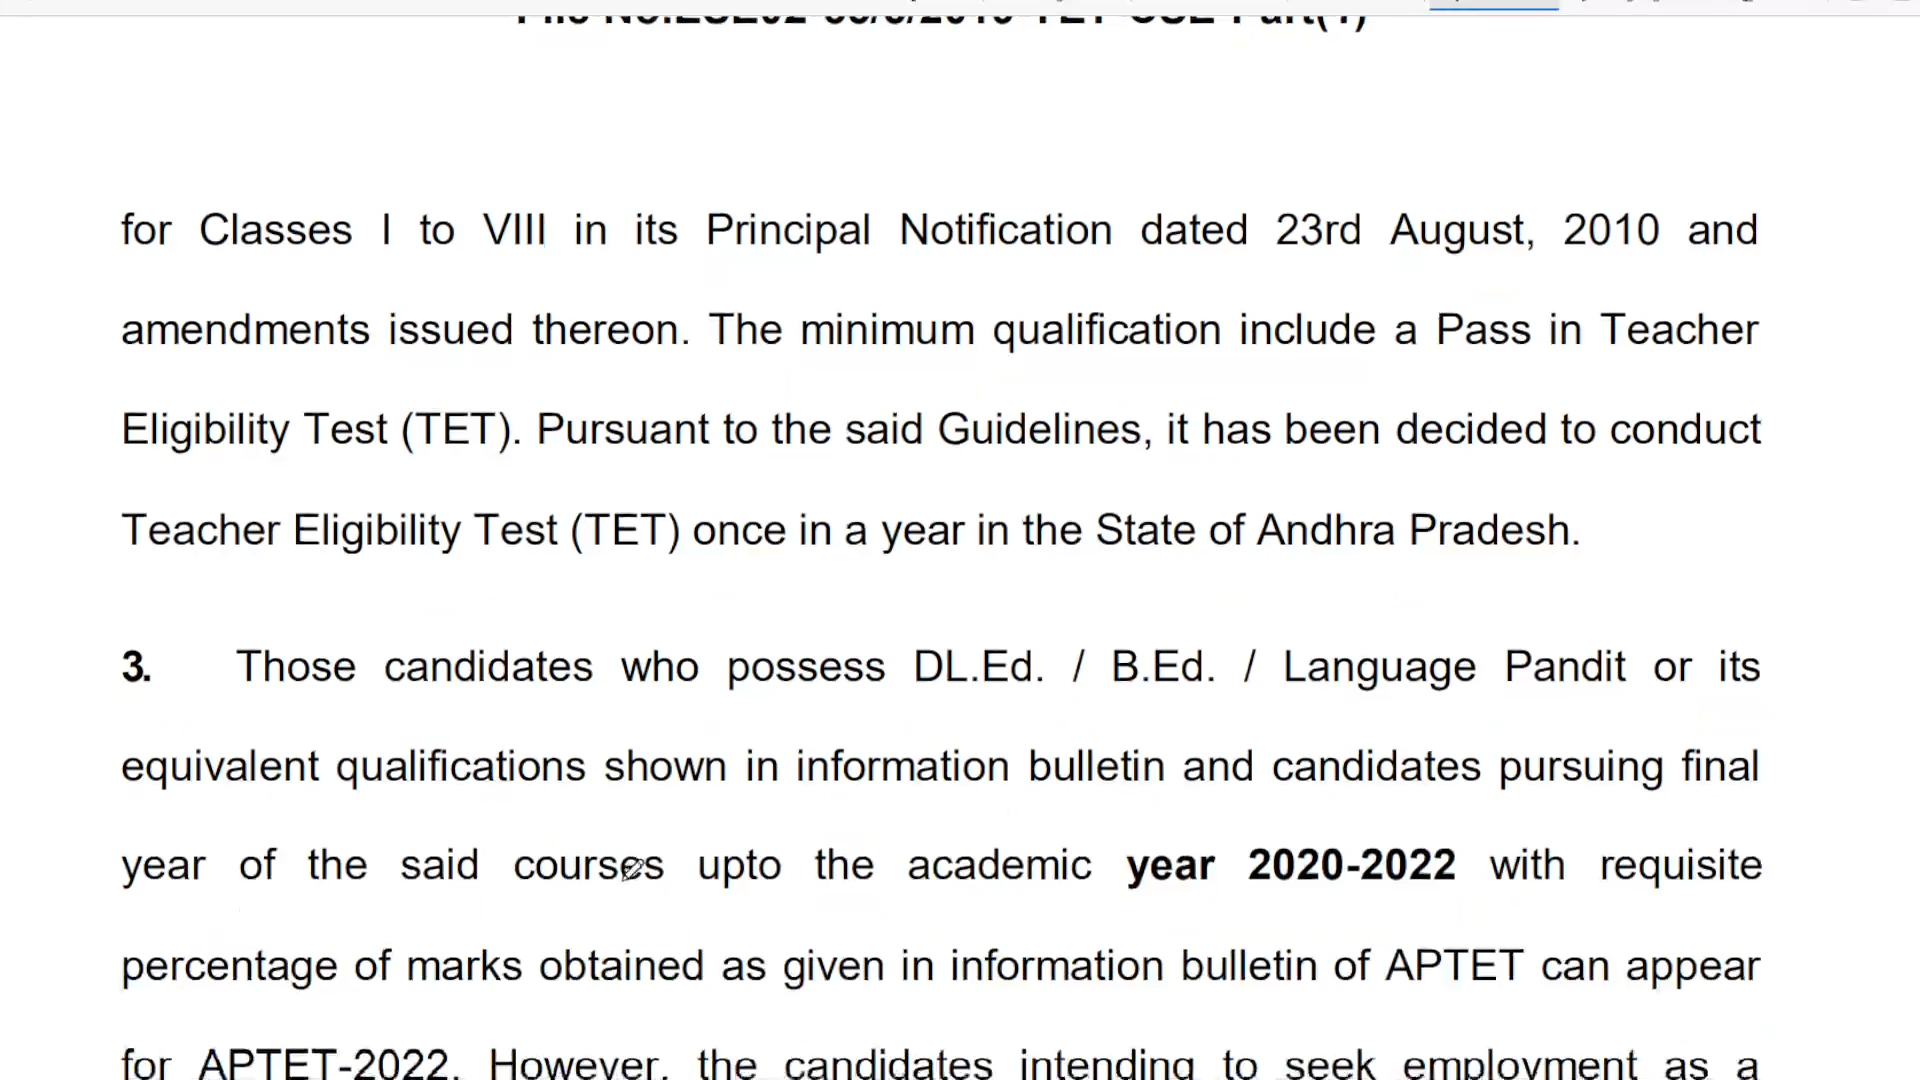 for Classes I to VIII in its Principal Notification dated 23rd August, 2010 and
amendments issued thereon. The minimum qualification include a Pass in Teacher
Eligibility Test (TET). Pursuant to the said Guidelines, it has been decided to conduct
Teacher Eligibility Test (TET) once in a year in the State of Andhra Pradesh.
3. Those candidates who possess DL.Ed. / B.Ed. / Language Pandit or its
equivalent qualifications shown in information bulletin and candidates pursuing final
year of the said courses upto the academic year 2020-2022 with requisite
percentage of marks obtained as given in information bulletin of APTET can appear
for APTET-2022. However, the candidates intending to seek employment as a